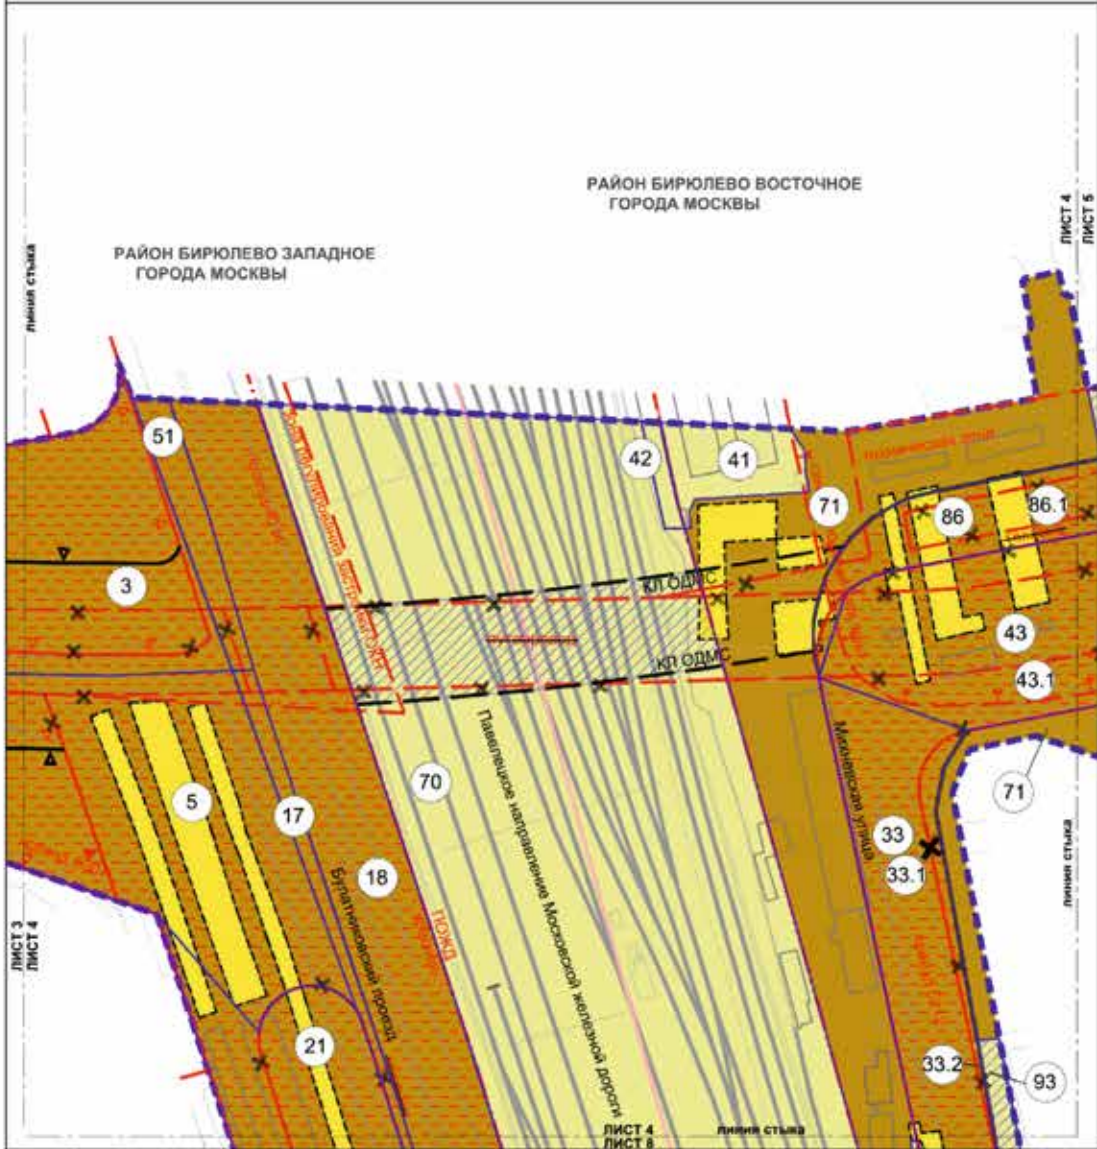 РАЙОН БИРЮЛЕВО ВОСТОЧНОЕ
ГОРОДА МОСКВЫ
РАЙОН БИРЮЛЕВО ЗАПАДНОЕ
ГОРОДА МОСКВЫ
линия стыка
ЛИСТ 4
ЛИСТ 5
51
42
41
71
86
86.1
3
КЛ ОДМС
КЛ ОДМС
43
43.1
70
Павелецкое направление Московской железной дороги
Михневская улица
71
5
17
33
33.1
18
Булатниковский проезд
ПОЖД
линия стыка
ЛИСТ 3
ЛИСТ 4
21
33.2
93
ЛИСТ 4
ЛИСТ 8
линия стыка